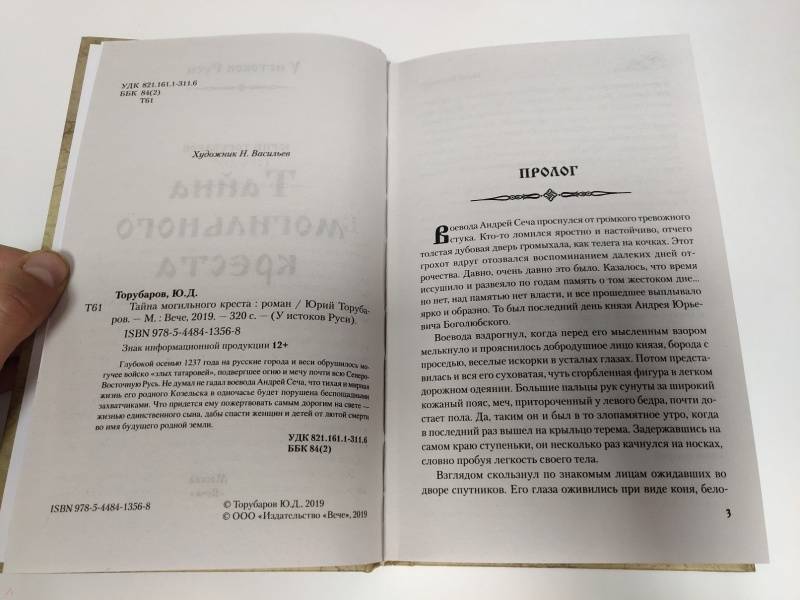 УДК 821.161.1-311.6
ББК 84(2)
Т61
Художник Н. Васильев
Торубаров, Ю.Д.
Т61
Тайна могильного креста : роман / Юрий Торуба-
ров. — М. : Вече, 2019. — 320 с. — (У истоков Руси).
ISBN 978-5-4484-1356-8
Знак информационной продукции 12+
Глубокой осенью 1237 года на русские города и веси обрушилось мо-
гучее войско «злых татаровей», подвергшее огню и мечу почти всю Северо-
Восточную Русь. Не думал не гадал воевода Андрей Сеча, что тихая и мирная
жизнь его родного Козельска в одночасье будет порушена беспощадными
захватчиками. Что придется ему пожертвовать самым дорогим на свете —
жизнью единственного сына, дабы спасти женщин и детей от лютой смерти
во имя будущего родной земли.
УДК 821.161.1-311.6
ББК 84(2)
ISBN 978-5-4484-1356-8
© Торубаров Ю.Д., 2019
© ООО «Издательство «Вече», 2019
ПРОЛОГ
Воевода Андрей Сеча проснулся от громкого тревожного
стука. Кто-то ломился яростно и настойчиво, отчего
толстая дубовая дверь громыхала, как телега на кочках. Этот
грохот вдруг отозвался воспоминанием далеких дней от-
рочества. Давно, очень давно это было. Казалось, что время
иссушило и развеяло по годам память о том жестоком дне...
но нет, над памятью нет власти, и все прошедшее выплывало
ярко и образно. То был последний день князя Андрея Юрье-
вича Боголюбского.
Воевода вздрогнул, когда перед его мысленным взором
мелькнуло и прояснилось добродушное лицо князя, борода с
проседью, веселые искорки в усталых глазах. Потом предста-
вилась и вся его суховатая, чуть сгорбленная фигура в легком
дорожном одеянии. Большие пальцы рук сунуты за широкий
кожаный пояс, меч, притороченный у левого бедра, почти до-
стает пола. Да, таким он и был в то злопамятное утро, когда
в последний раз вышел на крыльцо терема. Задержавшись на
самом краю ступеньки, он несколько раз качнулся на носках,
словно пробуя легкость своего тела.
Взглядом скользнул по знакомым лицам ожидавших во
дворе спутников. Его глаза оживились при виде коня, бело-
3